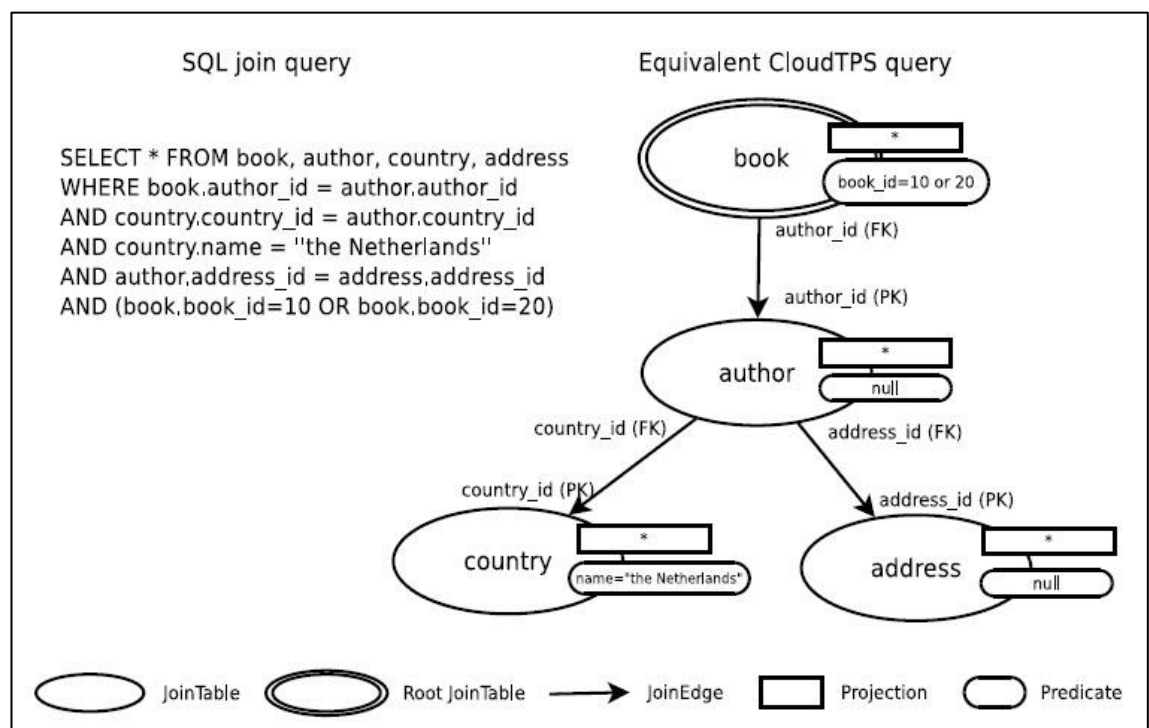 SQL join query
Equivalent CloudTPS query
SELECT * FROM book, author, country, address
WHERE book.author_id = author.author_id
AND country.country_id = author.country_id
AND country.name = "the Netherlands"
AND author.address_id = address.address_id
AND (book.book_id=10 OR book.book_id=20)
*
book
book_id=10 or 20
author_id (FK)
author_id (PK)
*
author
null
country_id (FK)
address_id (FK)
country_id (PK)
address_id (PK)
*
country
name="the Netherlands"
*
address
null
JoinTable
Root JoinTable
JoinEdge
Projection
Predicate